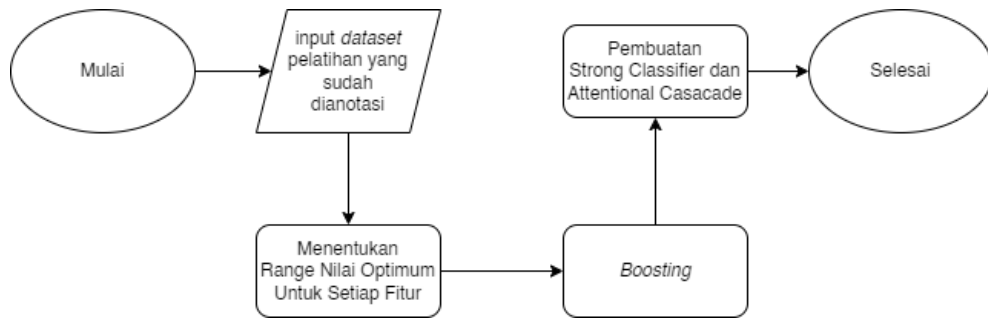 Mulai
input dataset
pelatihan yang
sudah
dianotasi
Menentukan
Range Nilai Optimum
Untuk Setiap Fitur
Boosting
Pembuatan
Strong Classifier dan
Attentional Casacade
Selesai